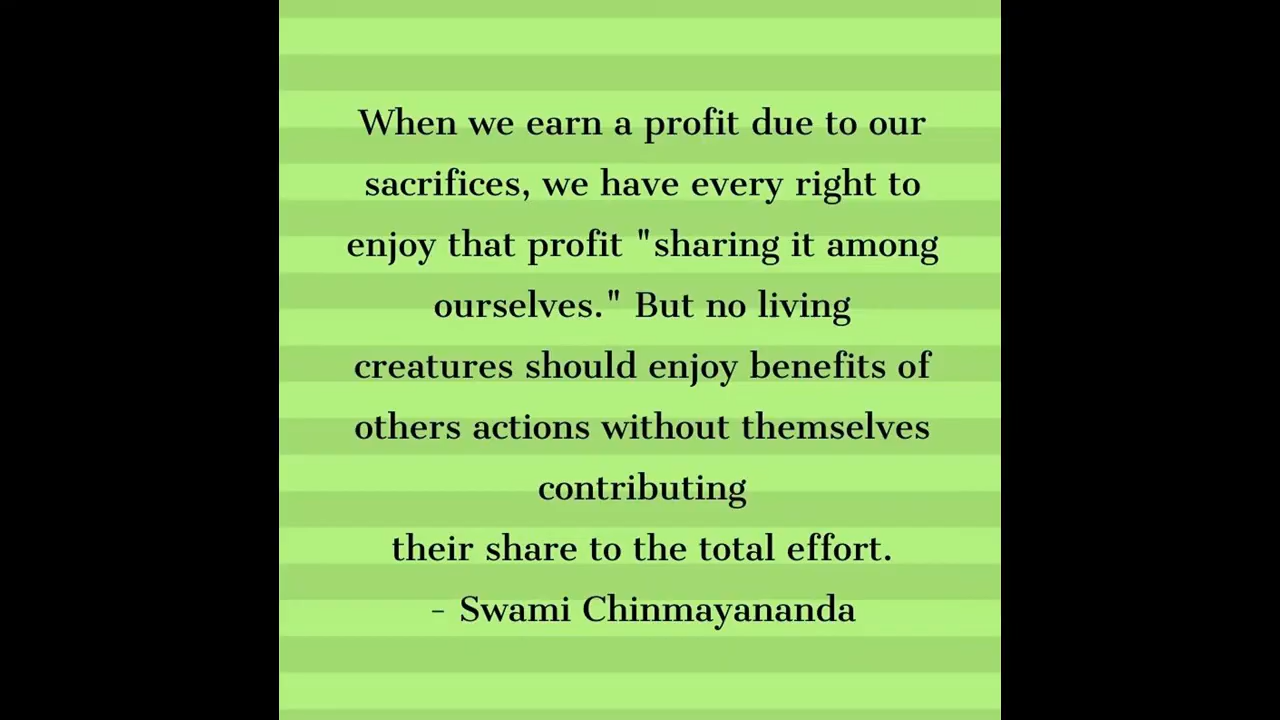 When we earn a profit due to our
sacrifices, we have every right to
enjoy that profit "sharing it among
ourselves." But no living
creatures should enjoy benefits of
others actions without themselves
contributing
their share to the total effort.
- Swami Chinmayananda